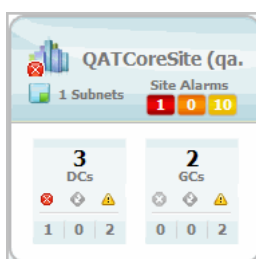 QATCoreSite (qa.
1 Subnets
Site Alarms
1 0 10
3
DCs
1 0 2
2
GCs
0 0 2